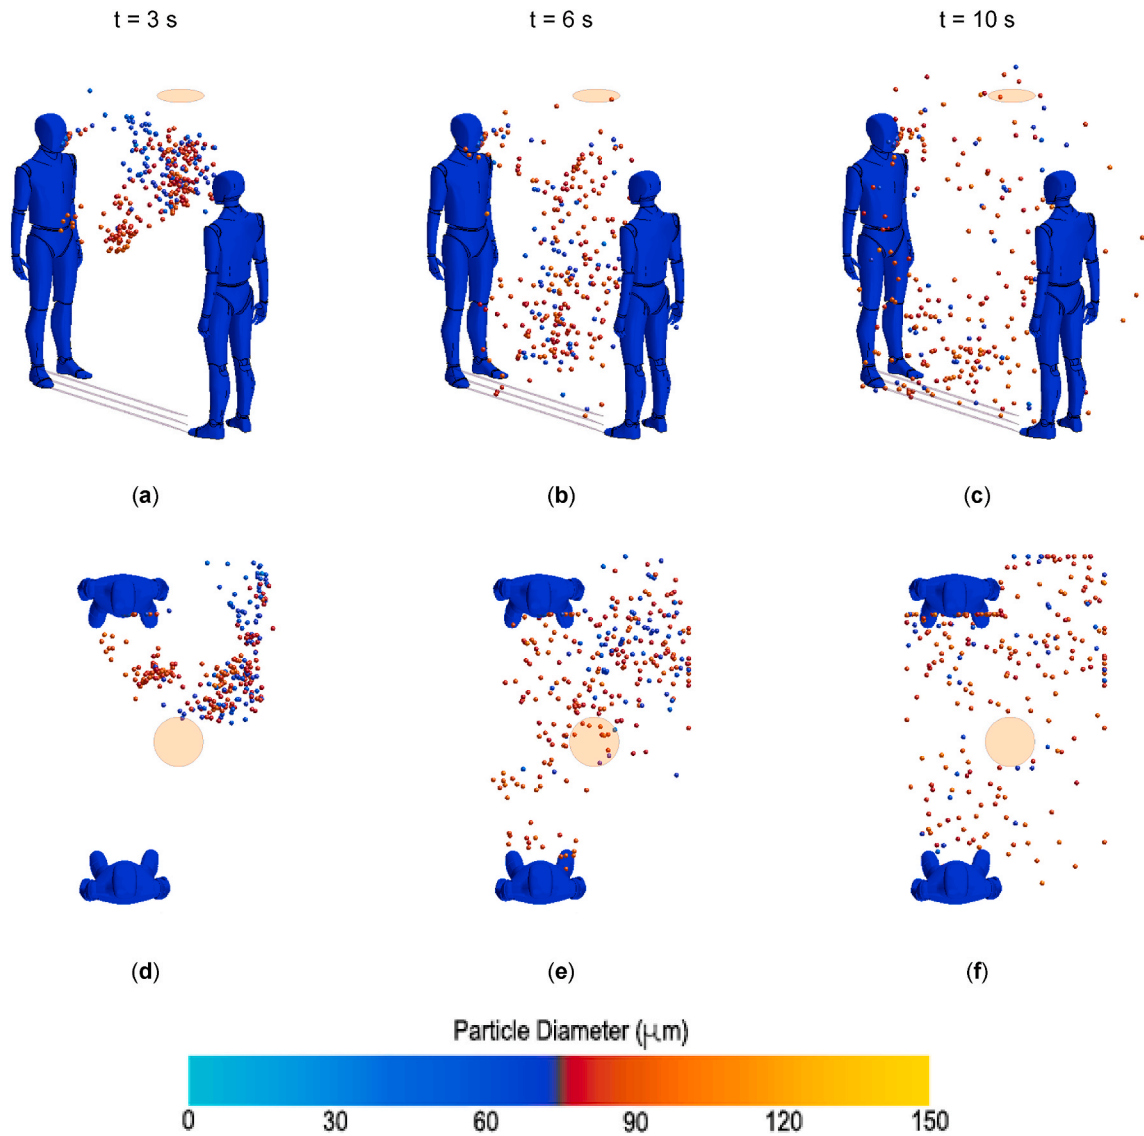 t = 3 s t = 6 s t = 10 s
(a) (b) (c)
(d) (e) (f)
Particle Diameter (μm)
0 30 60 90 120 150